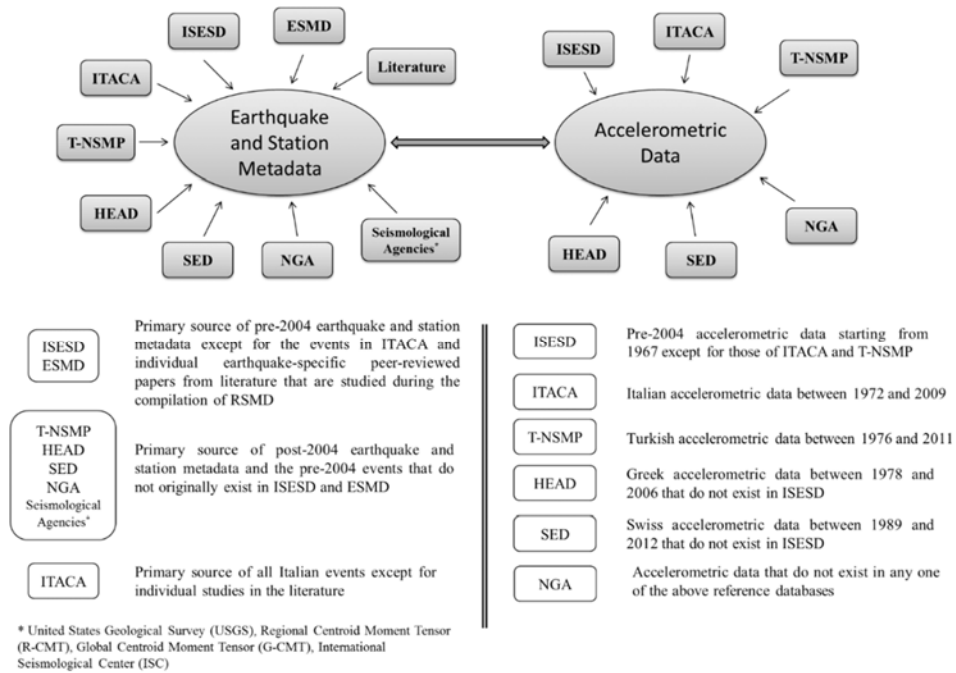 ISESD
ESMD
Literature
ITACA
T-NSMP
HEAD
SED
NGA
Seismological
Agencies*
Earthquake
and Station
Metadata
ISESD
ITACA
T-NSMP
NGA
SED
HEAD
Accelerometric
Data
ISESD
ESMD
Primary source of pre-2004 earthquake and station
metadata except for the events in ITACA and
individual earthquake-specific peer-reviewed
papers from literature that are studied during the
compilation of RSMD
T-NSMP
HEAD
SED
NGA
Seismological
Agencies*
Primary source of post-2004 earthquake and
station metadata and the pre-2004 events that do
not originally exist in ISESD and ESMD
ITACA
Primary source of all Italian events except for
individual studies in the literature
* United States Geological Survey (USGS), Regional Centroid Moment Tensor
(R-CMT), Global Centroid Moment Tensor (G-CMT), International
Seismological Center (ISC)
ISESD
Pre-2004 accelerometric data starting from
1967 except for those of ITACA and T-NSMP
ITACA
Italian accelerometric data between 1972 and 2009
T-NSMP
Turkish accelerometric data between 1976 and 2011
HEAD
Greek accelerometric data between 1978 and
2006 that do not exist in ISESD
SED
Swiss accelerometric data between 1989 and
2012 that do not exist in ISESD
NGA
Accelerometric data that do not exist in any one
of the above reference databases